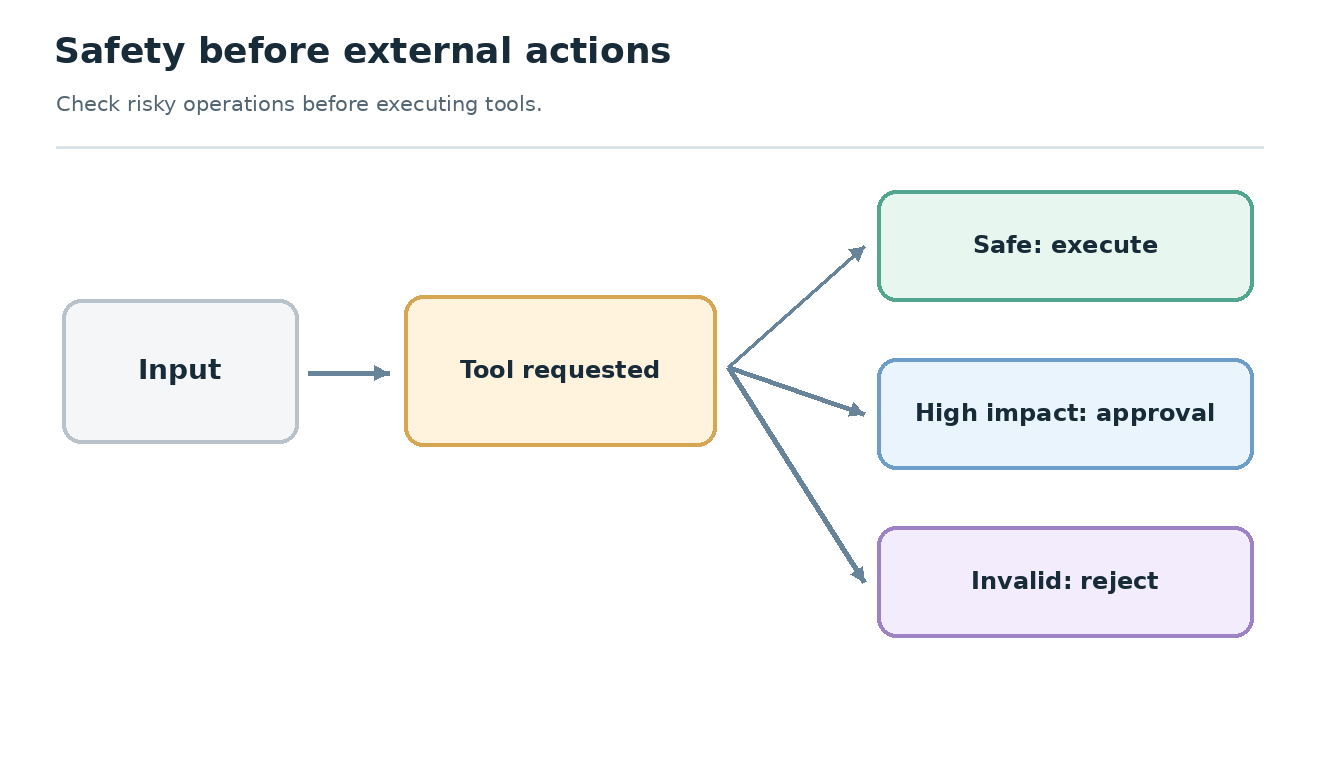 Safety before external actions
Check risky operations before executing tools.
Input
Tool requested
Safe: execute
High impact: approval
Invalid: reject